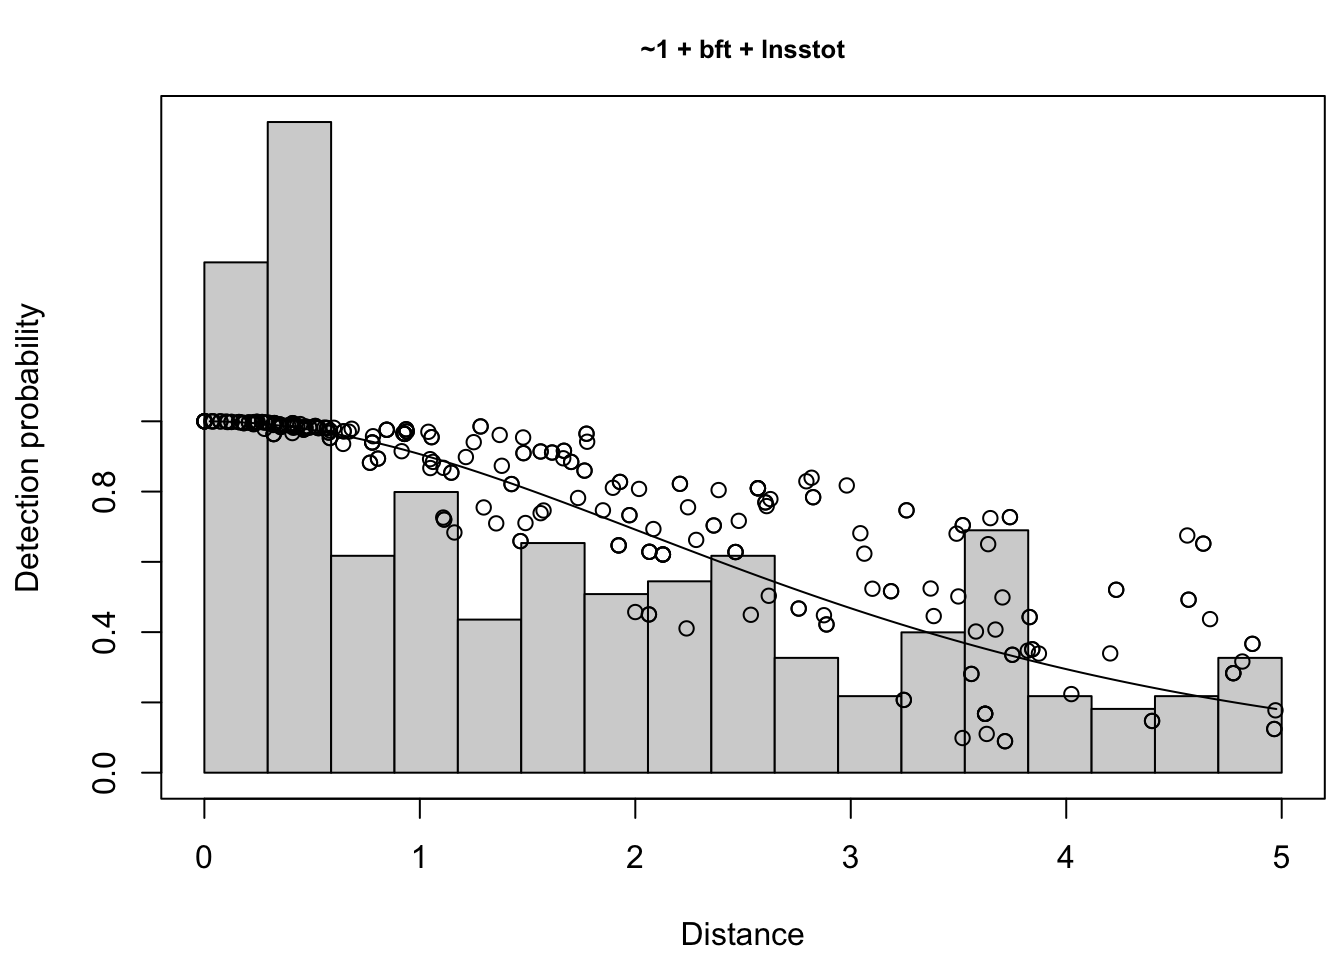 ~1 + bft + lnsstot
Detection probability
0.8
0.4
0.0
0 1 2 3 4 5
Distance